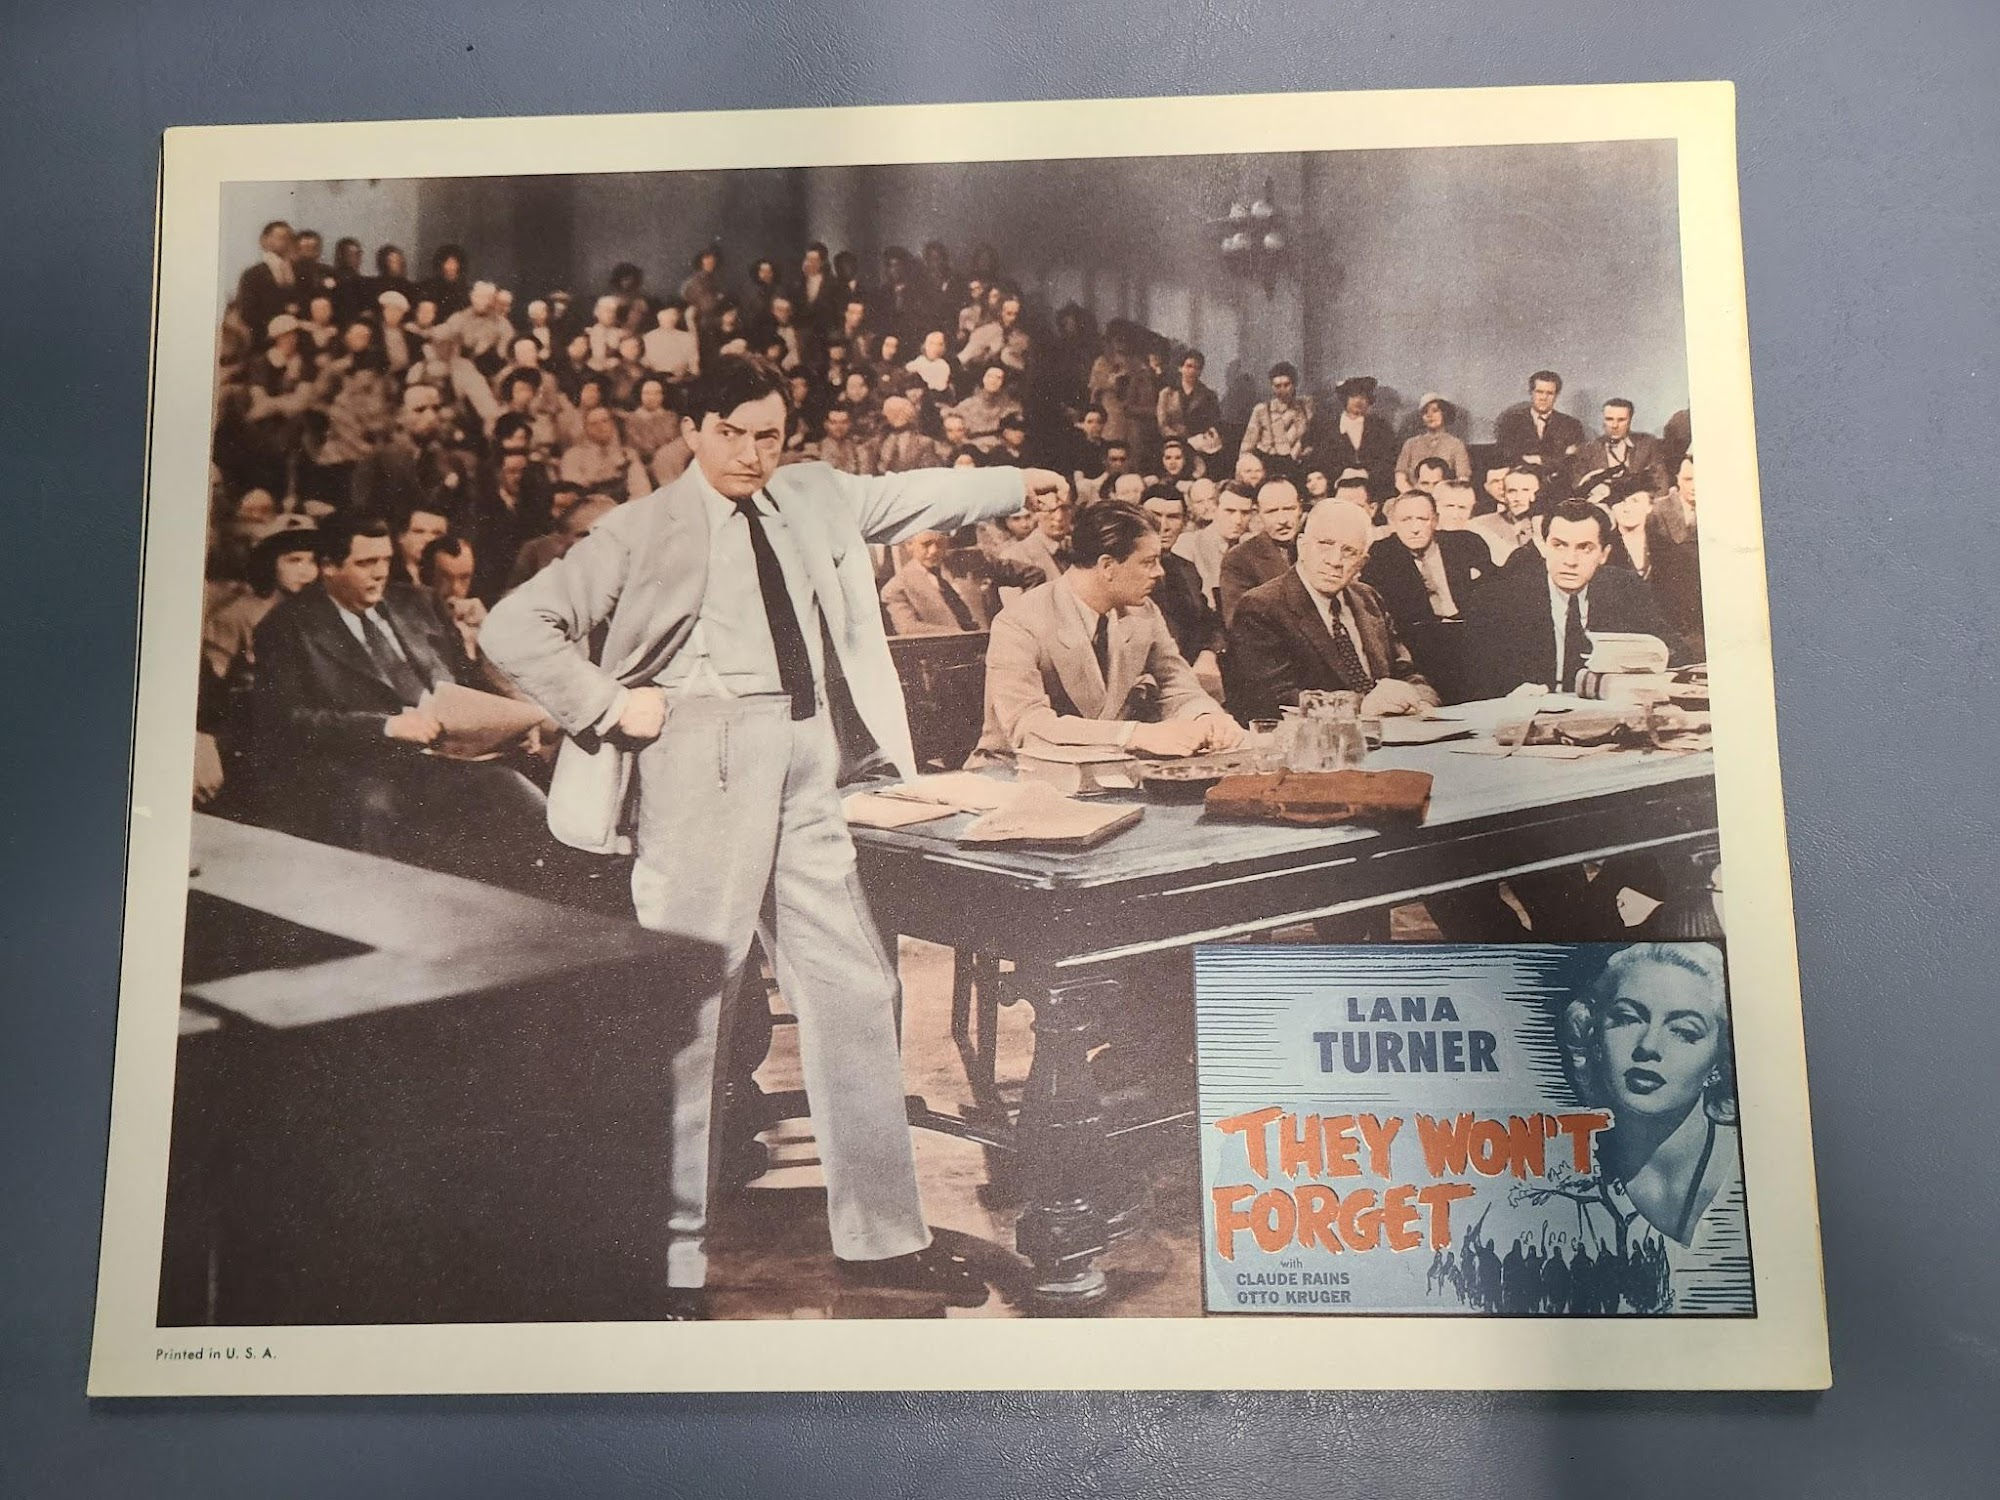 LANA
TURNER
THEY WON'T
FORGET
with
CLAUDE RAINS
OTTO KRUGER
Printed in U. S. A.